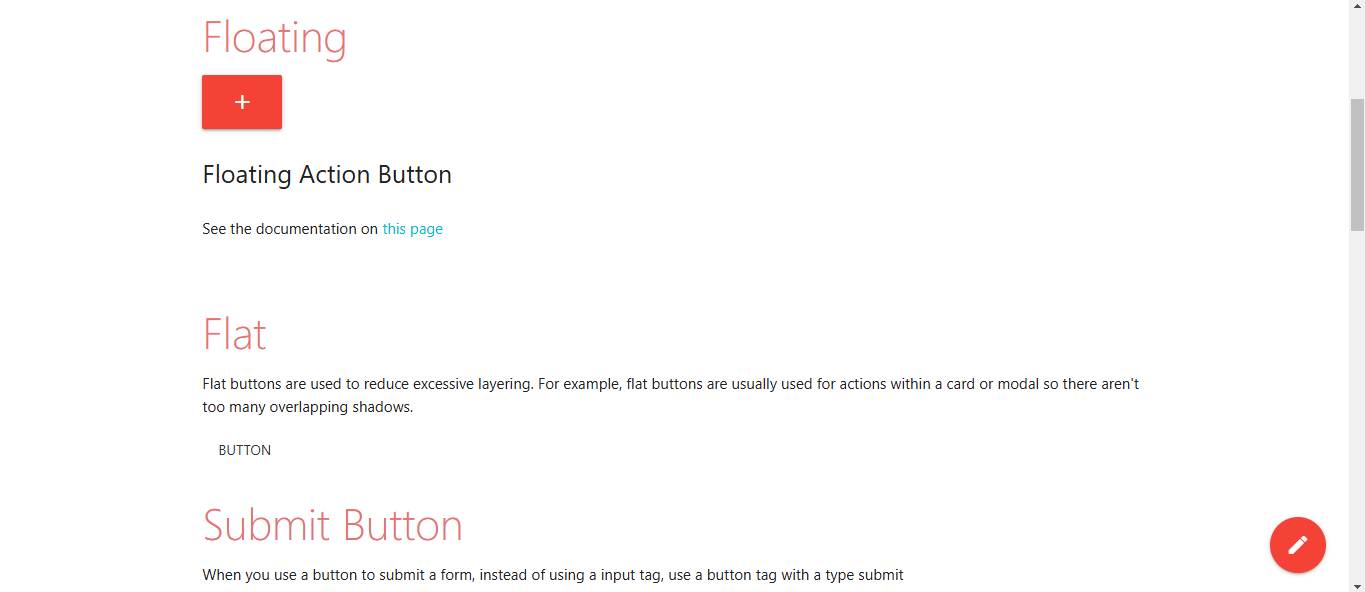 Floating
+
Floating Action Button
See the documentation on this page
Flat
Flat buttons are used to reduce excessive layering. For example, flat buttons are usually used for actions within a card or modal so there aren't
too many overlapping shadows.
BUTTON
Submit Button
When you use a button to submit a form, instead of using a input tag, use a button tag with a type submit